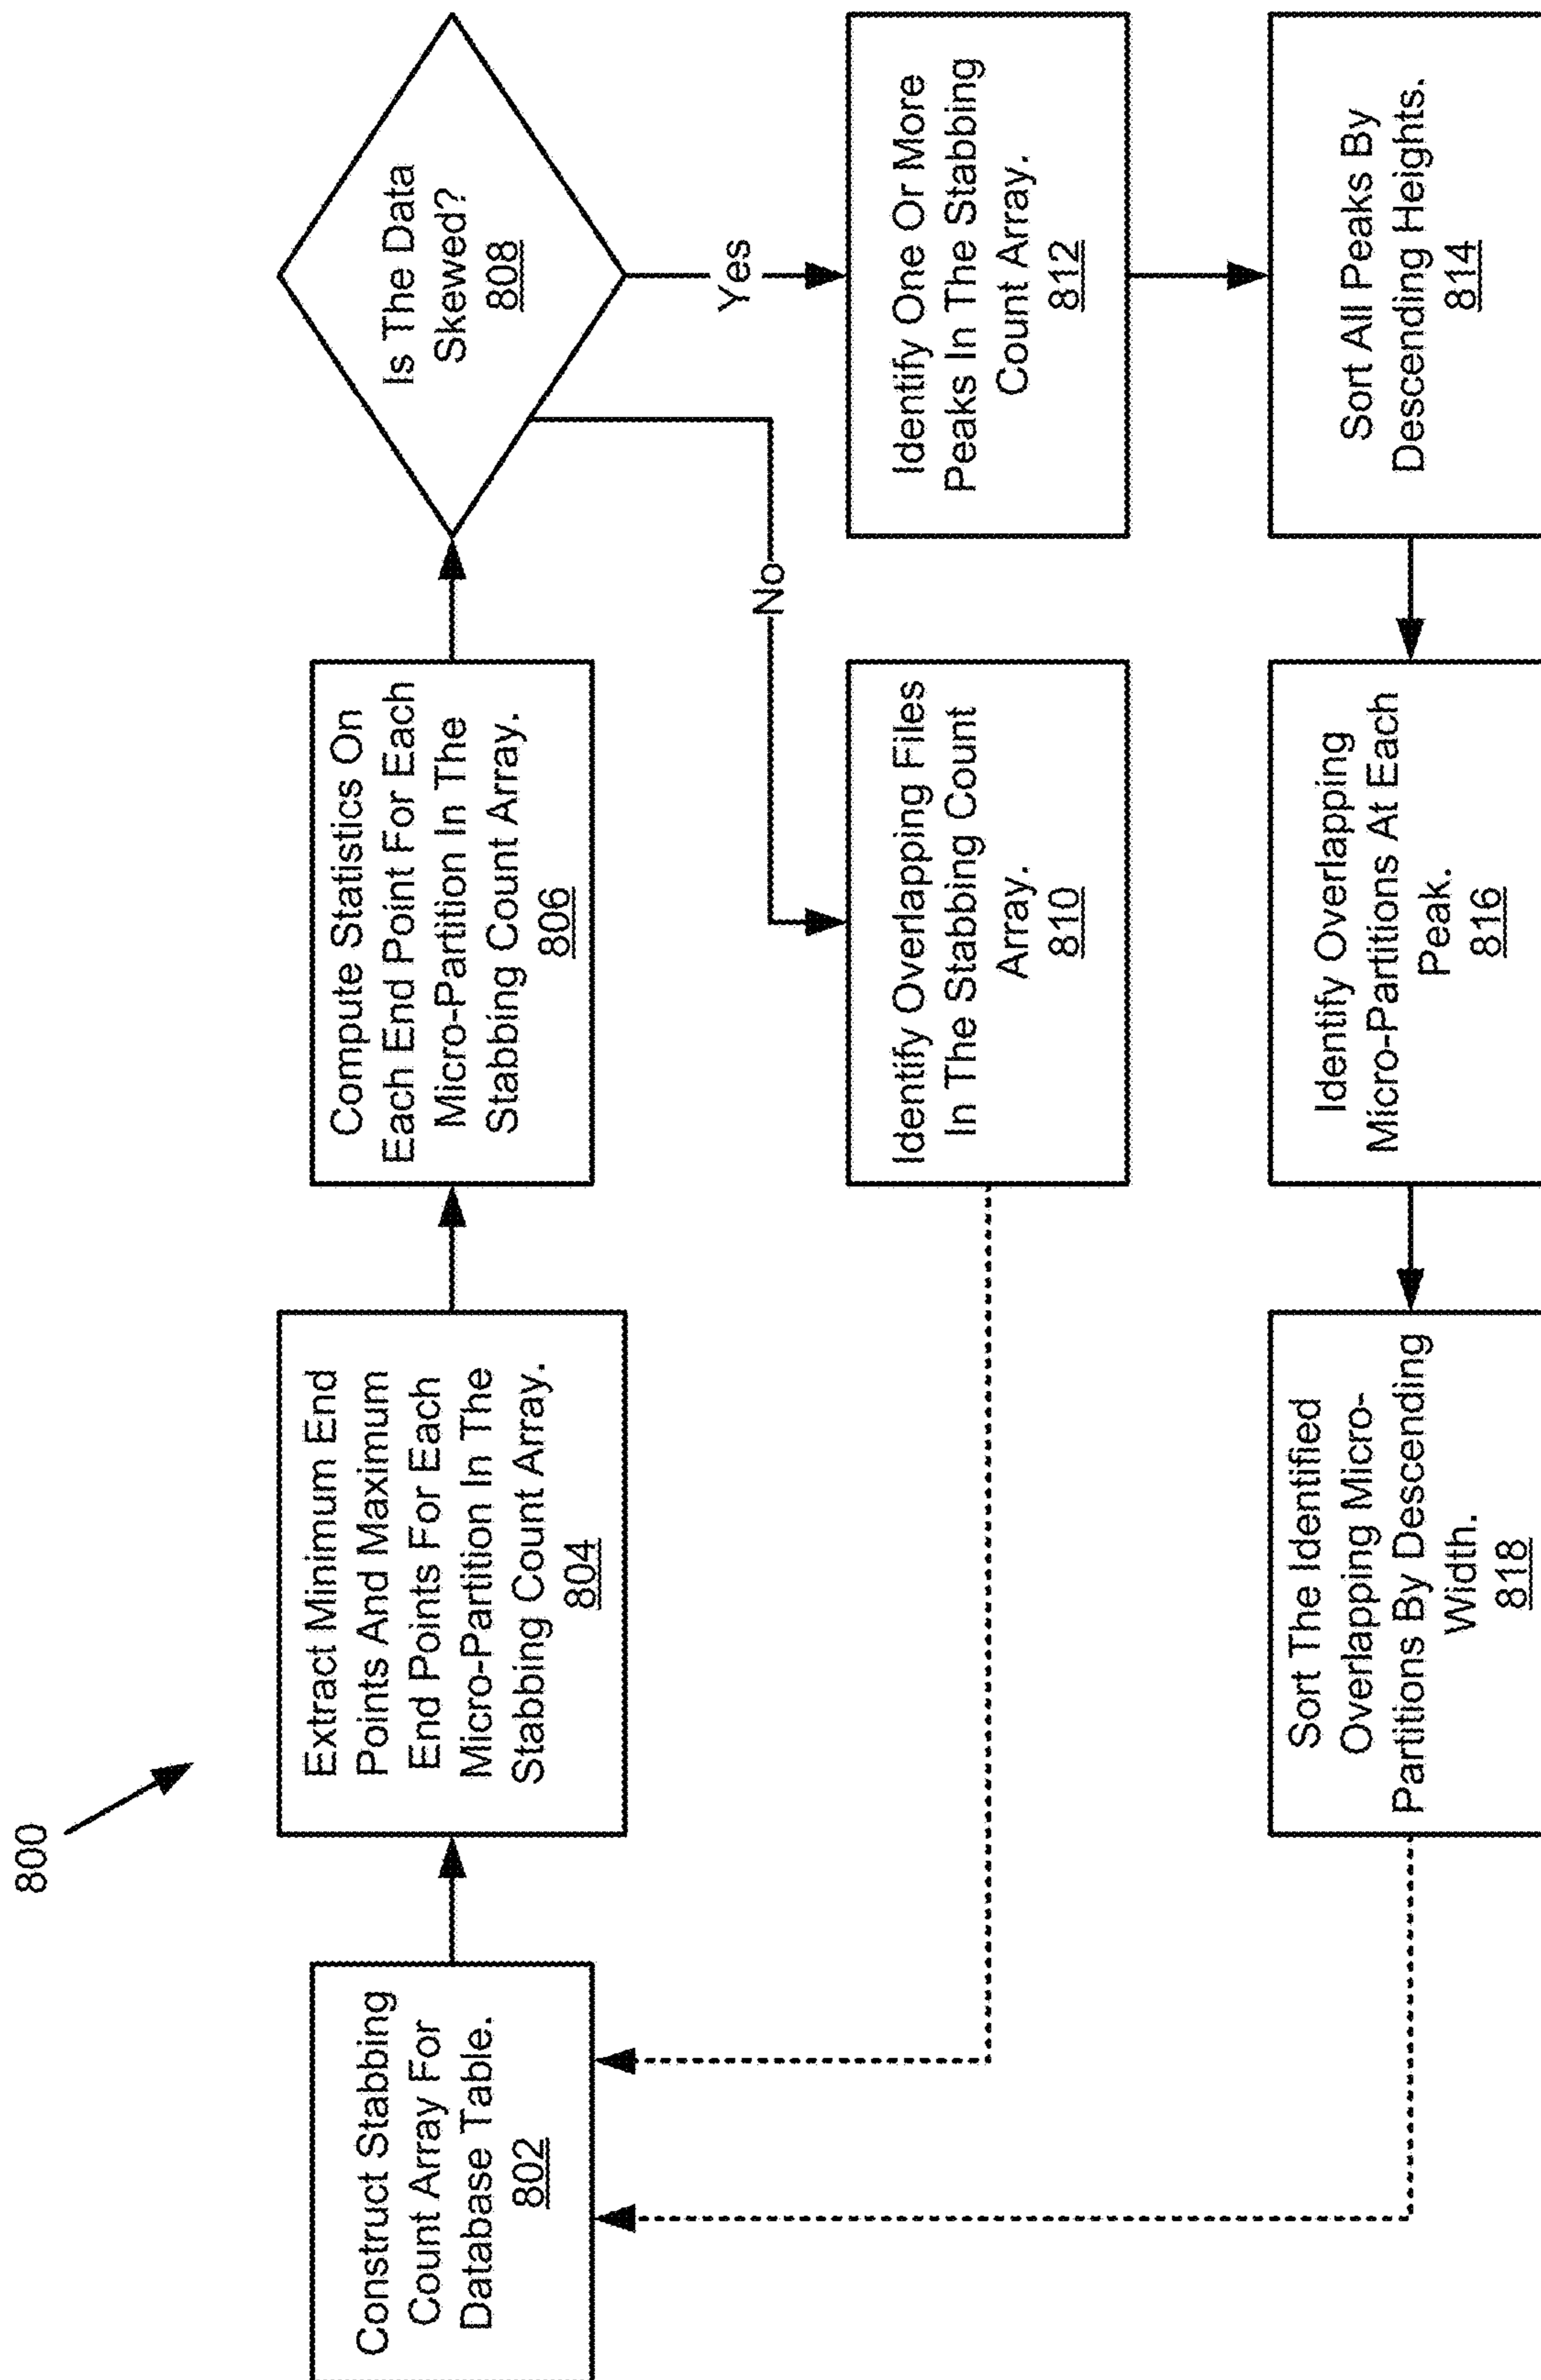 800
Construct Stabbing
Count Array For
Database Table.
802
Extract Minimum End
Points And Maximum
End Points For Each
Micro-Partition In The
Stabbing Count Array.
804
Compute Statistics On
Each End Point For Each
Micro-Partition In The
Stabbing Count Array.
806
Is The Data
Skewed?
808
No
Yes
Identify Overlapping Files
In The Stabbing Count
Array.
810
Identify One Or More
Peaks In The Stabbing
Count Array.
812
Sort All Peaks By
Descending Heights.
814
Identify Overlapping
Micro-Partitions At Each
Peak.
816
Sort The Identified
Overlapping Micro-
Partitions By Descending
Width.
818